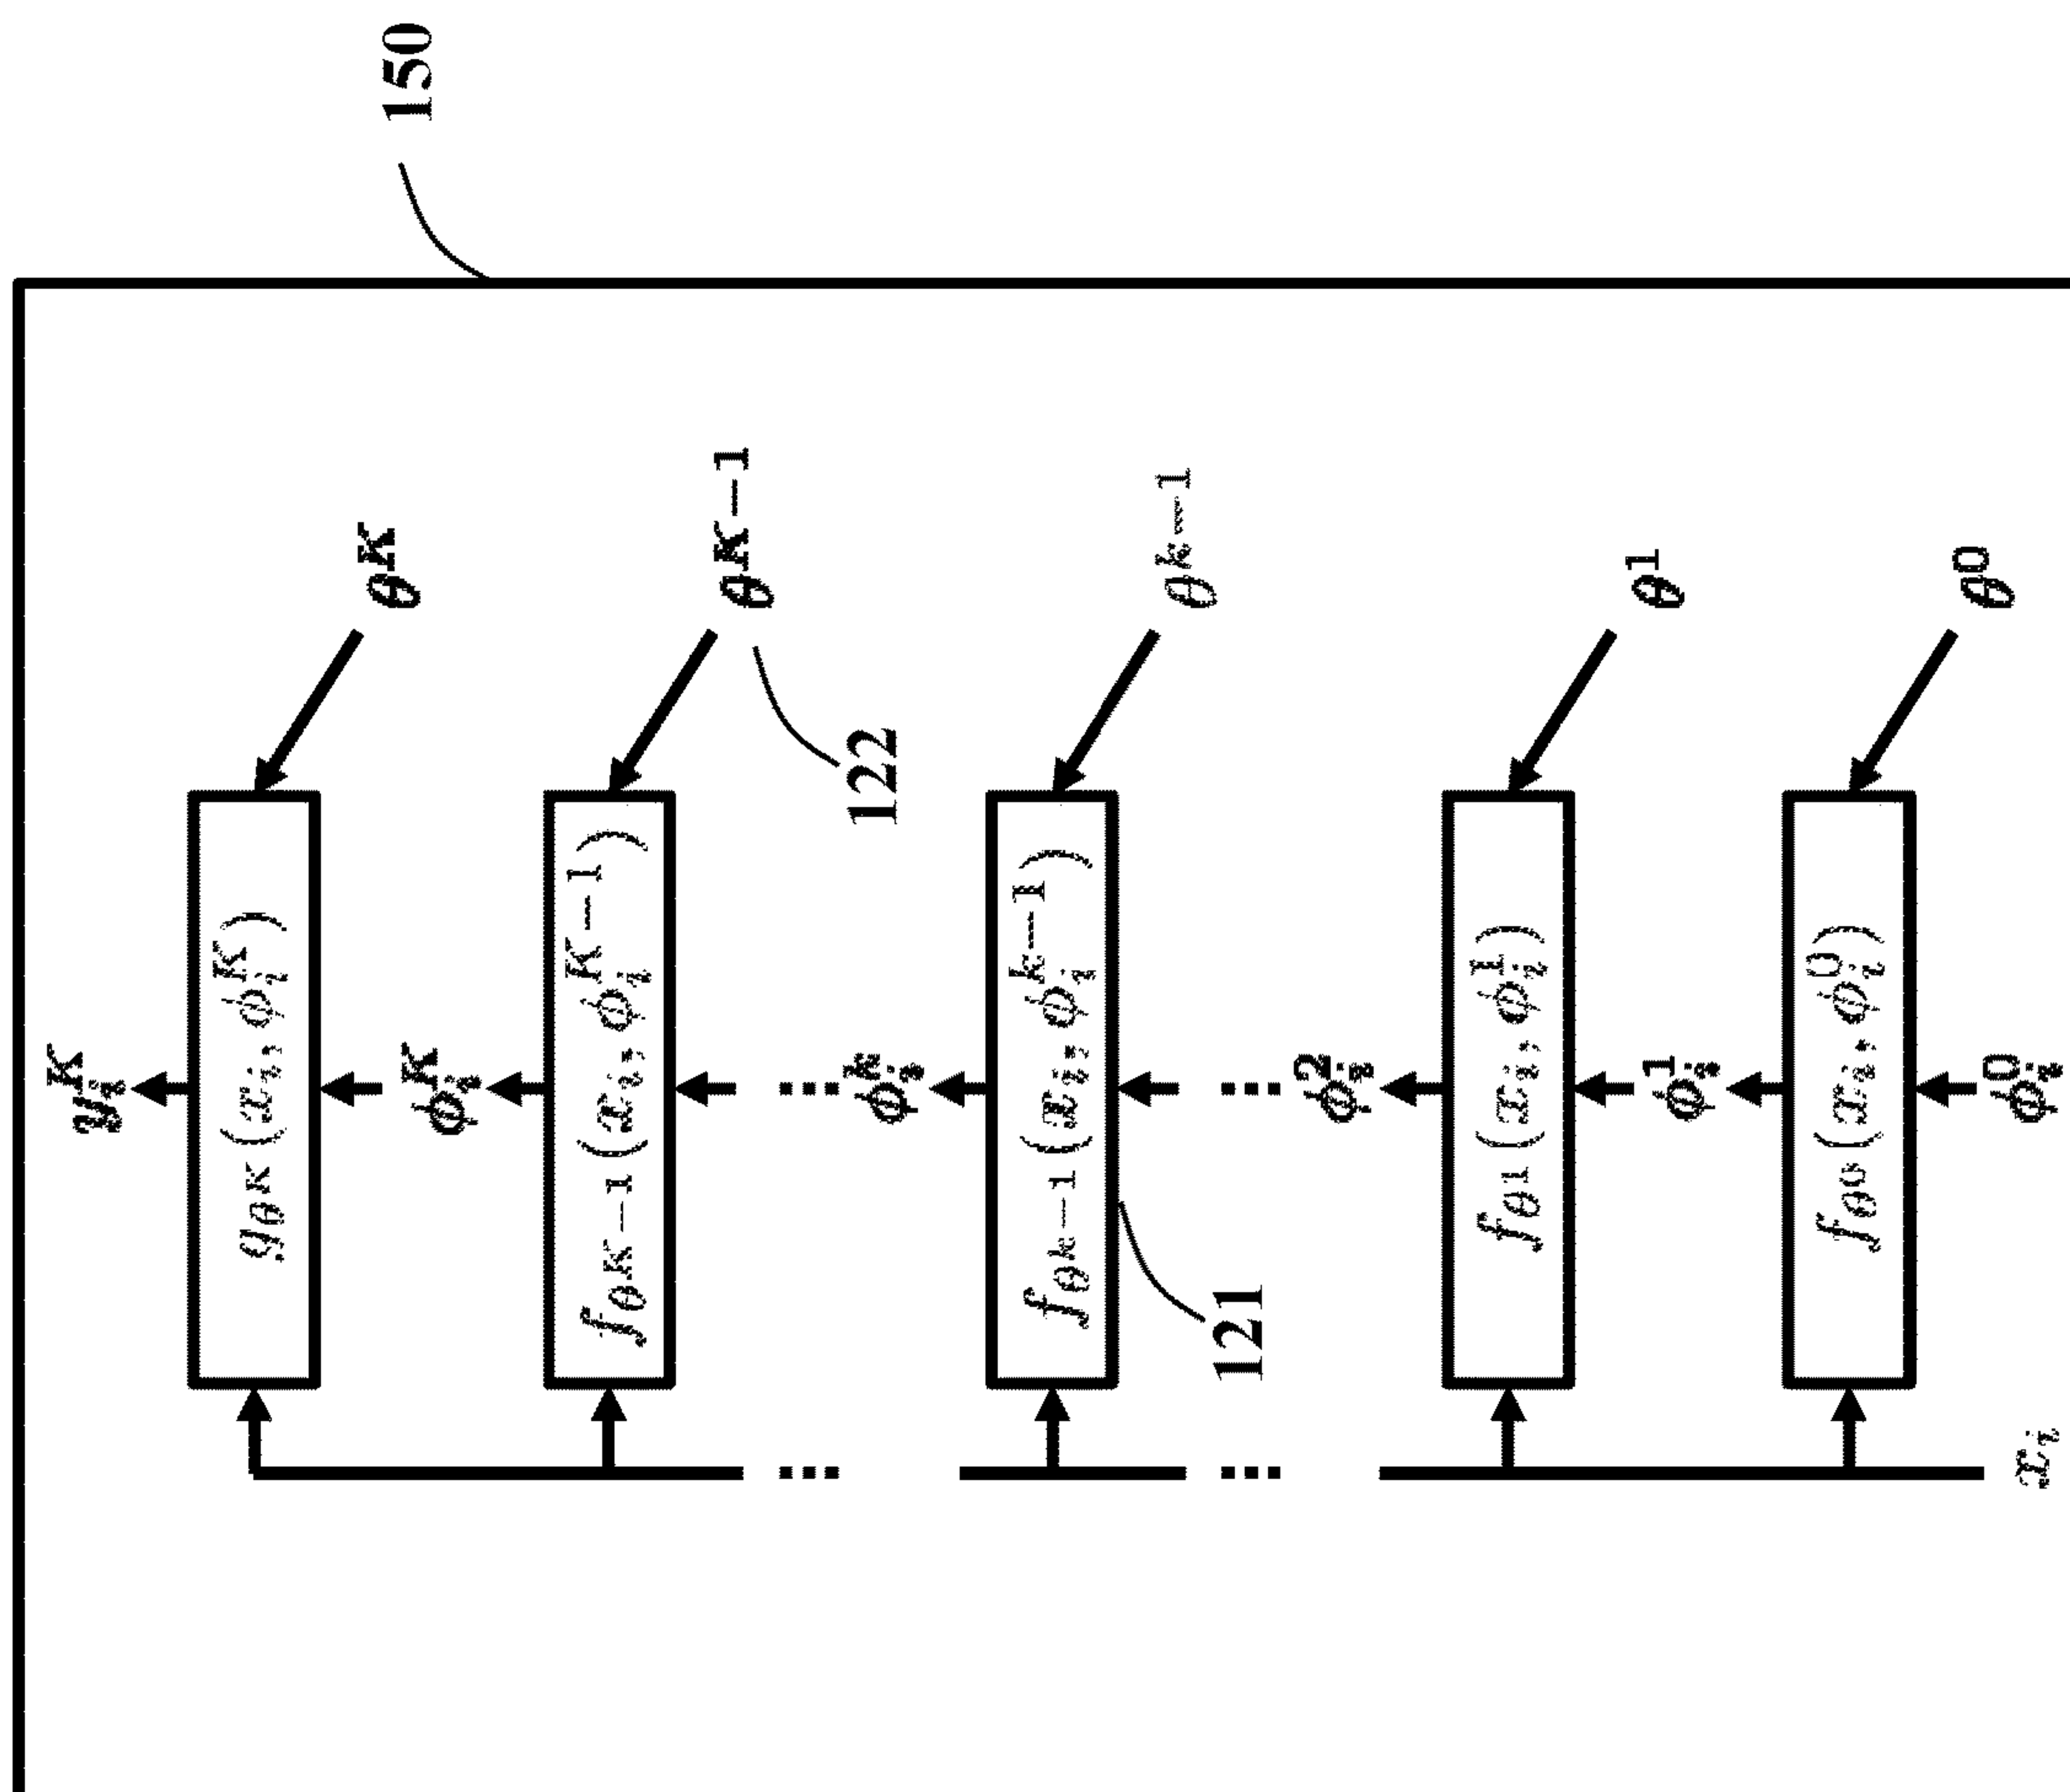 150
y_i^K
g_{θ^K}(x_i, φ_i^K)
θ^K
φ_i^K
f_{θ^{K-1}}(x_i, φ_i^{K-1})
θ^{K-1}
122
⋮
φ_i^k
f_{θ^{k-1}}(x_i, φ_i^{k-1})
θ^{k-1}
121
⋮
φ_i^2
f_{θ^1}(x_i, φ_i^1)
θ^1
φ_i^1
f_{θ^0}(x_i, φ_i^0)
θ^0
φ_i^0
x_i